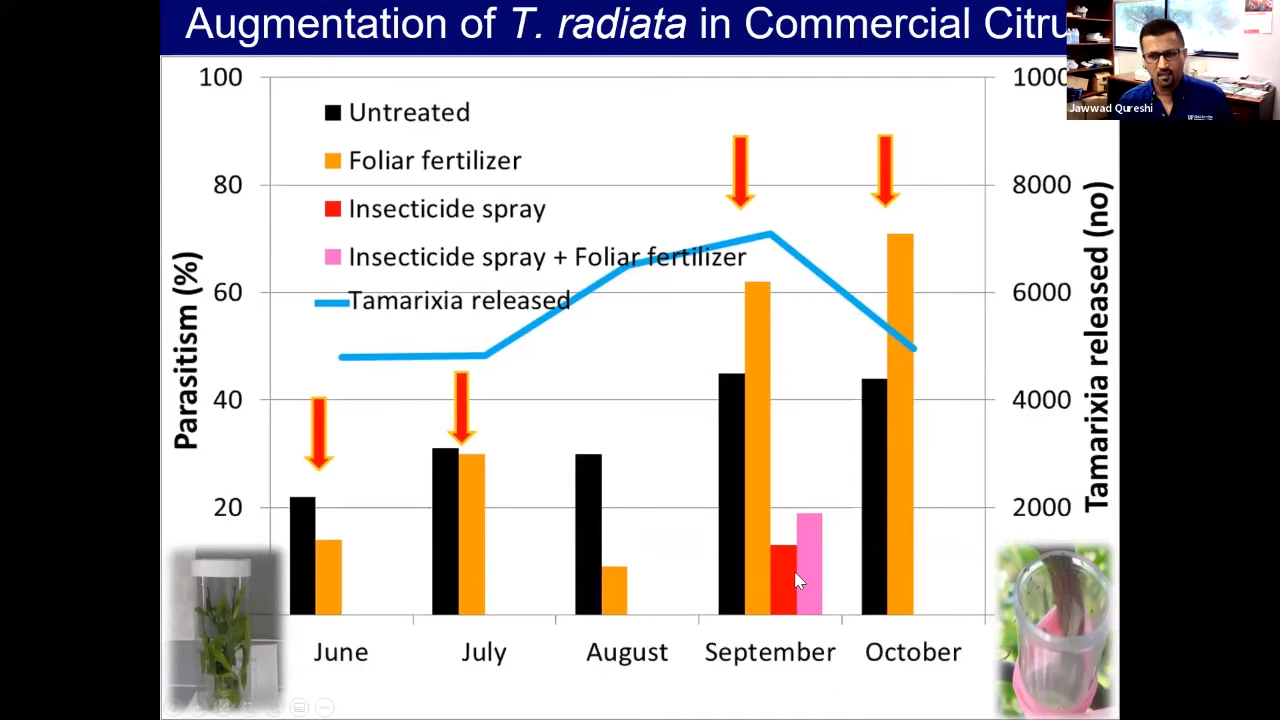 Augmentation of T. radiata in Commercial Citru
Jawwad Qureshi
100
80
60
40
20
Parasitism (%)
Untreated
Foliar fertilizer
Insecticide spray
Insecticide spray + Foliar fertilizer
Tamarixia released
1000
8000
6000
4000
2000
Tamarixia released (no)
June
July
August
September
October